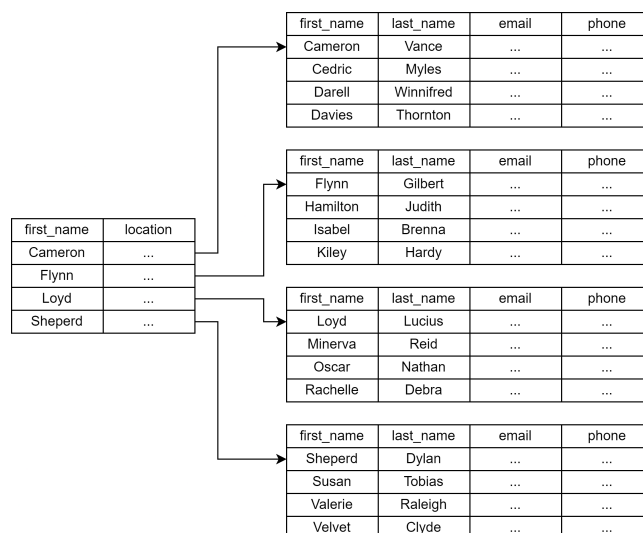 first_name last_name email phone
Cameron Vance ... ...
Cedric Myles ... ...
Darell Winnifred ... ...
Davies Thornton ... ...
first_name last_name email phone
Flynn Gilbert ... ...
Hamilton Judith ... ...
Isabel Brenna ... ...
Kiley Hardy ... ...
first_name location
Cameron ...
Flynn ...
Loyd ...
Sheperd ...
first_name last_name email phone
Loyd Lucius ... ...
Minerva Reid ... ...
Oscar Nathan ... ...
Rachelle Debra ... ...
first_name last_name email phone
Sheperd Dylan ... ...
Susan Tobias ... ...
Valerie Raleigh ... ...
Velvet Clyde ... ...